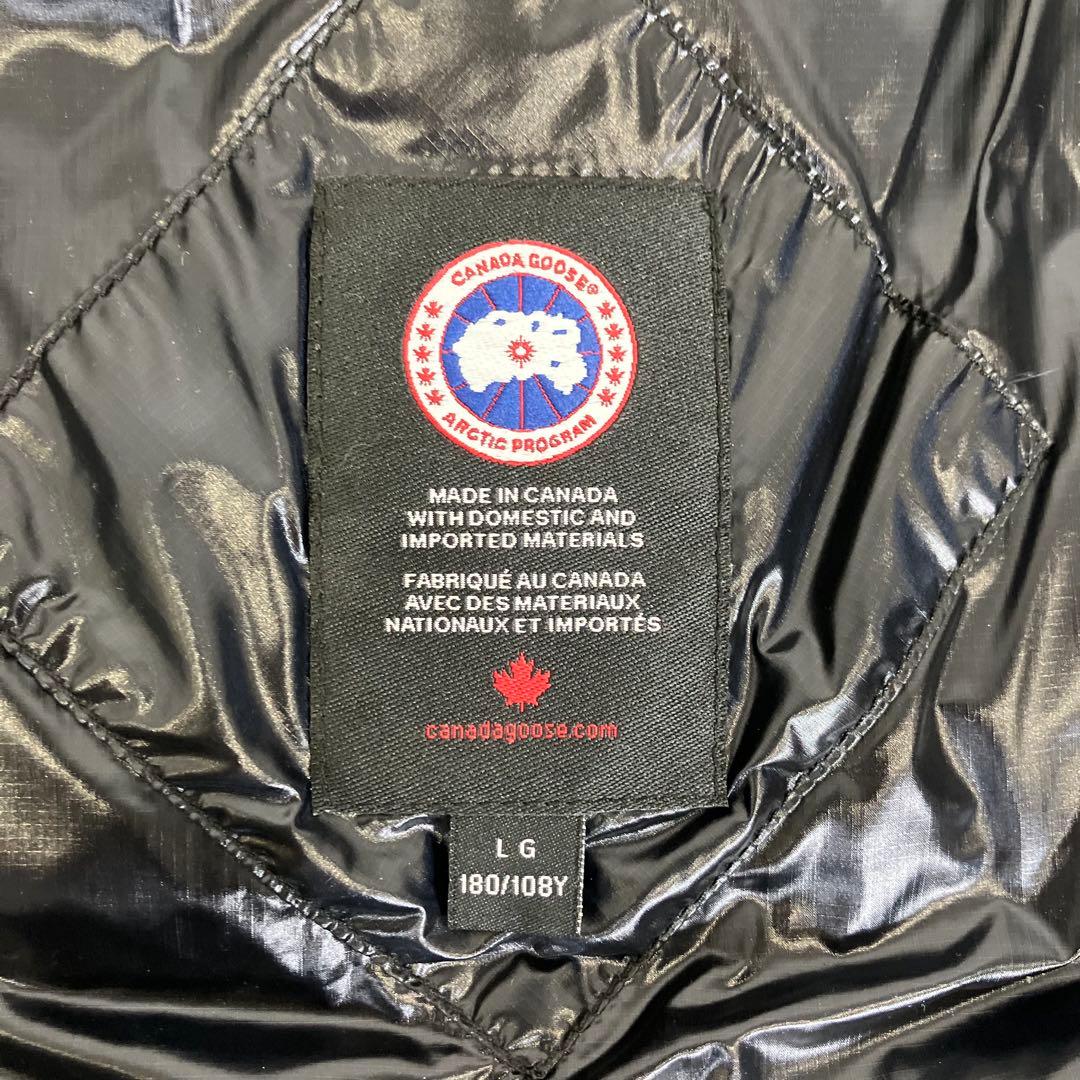 CANADA GOOSE®
ARCTIC PROGRAM
MADE IN CANADA
WITH DOMESTIC AND
IMPORTED MATERIALS
FABRIQUÉ AU CANADA
AVEC DES MATERIAUX
NATIONAUX ET IMPORTÉS
canadagoose.com
LG
180/108Y